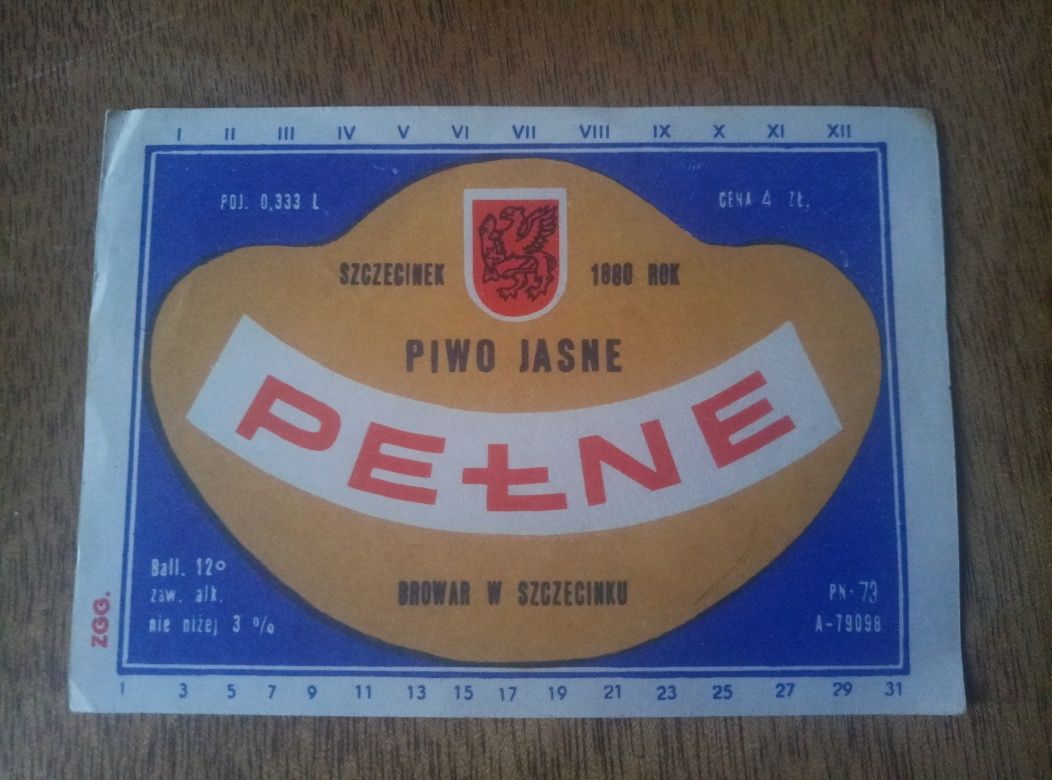 I II III IV V VI VII VIII IX X XI XII
POJ. 0,333 L
CENA 4 ZŁ.
SZCZECINEK 1880 ROK
PIWO JASNE
PEŁNE
BROWAR W SZCZECINKU
Ball. 12°
zaw. alk.
nie niżej 3 %
PN-73
A-79098
ZGG.
1 3 5 7 9 11 13 15 17 19 21 23 25 27 29 31